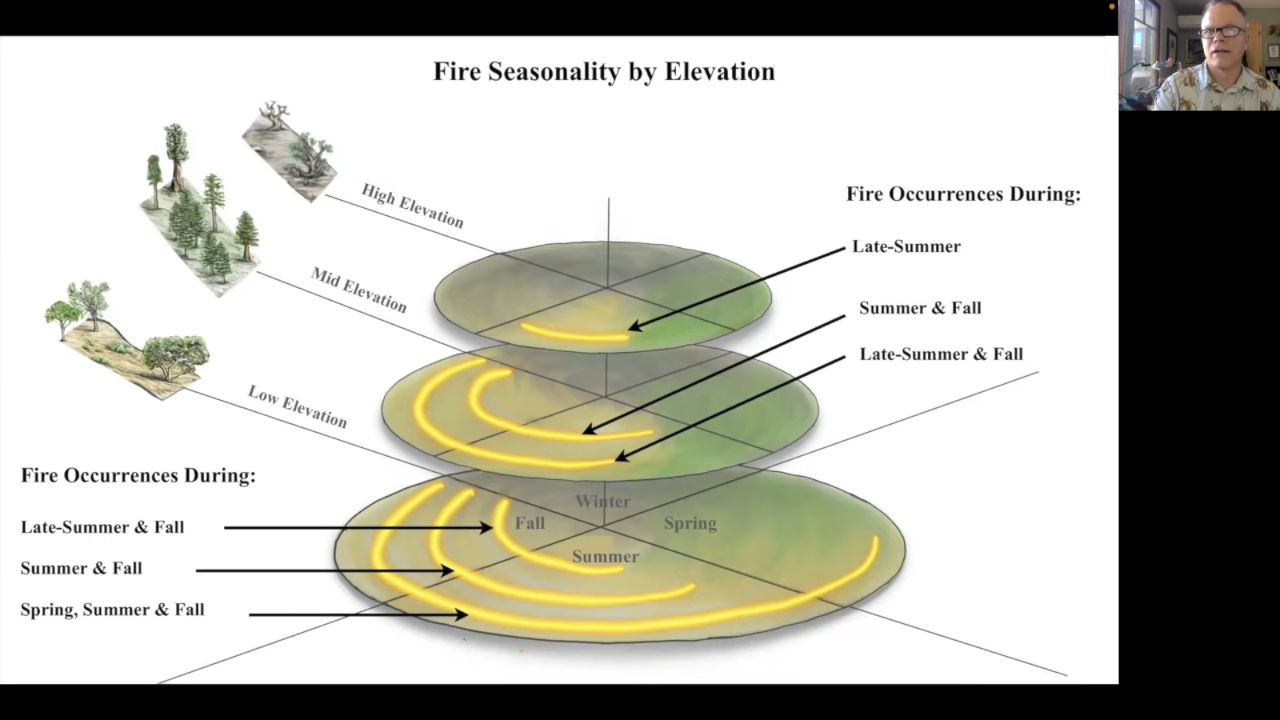 Fire Seasonality by Elevation
High Elevation
Mid Elevation
Low Elevation
Fire Occurrences During:
Late-Summer
Summer & Fall
Late-Summer & Fall
Fire Occurrences During:
Late-Summer & Fall
Summer & Fall
Spring, Summer & Fall
Winter
Fall
Spring
Summer